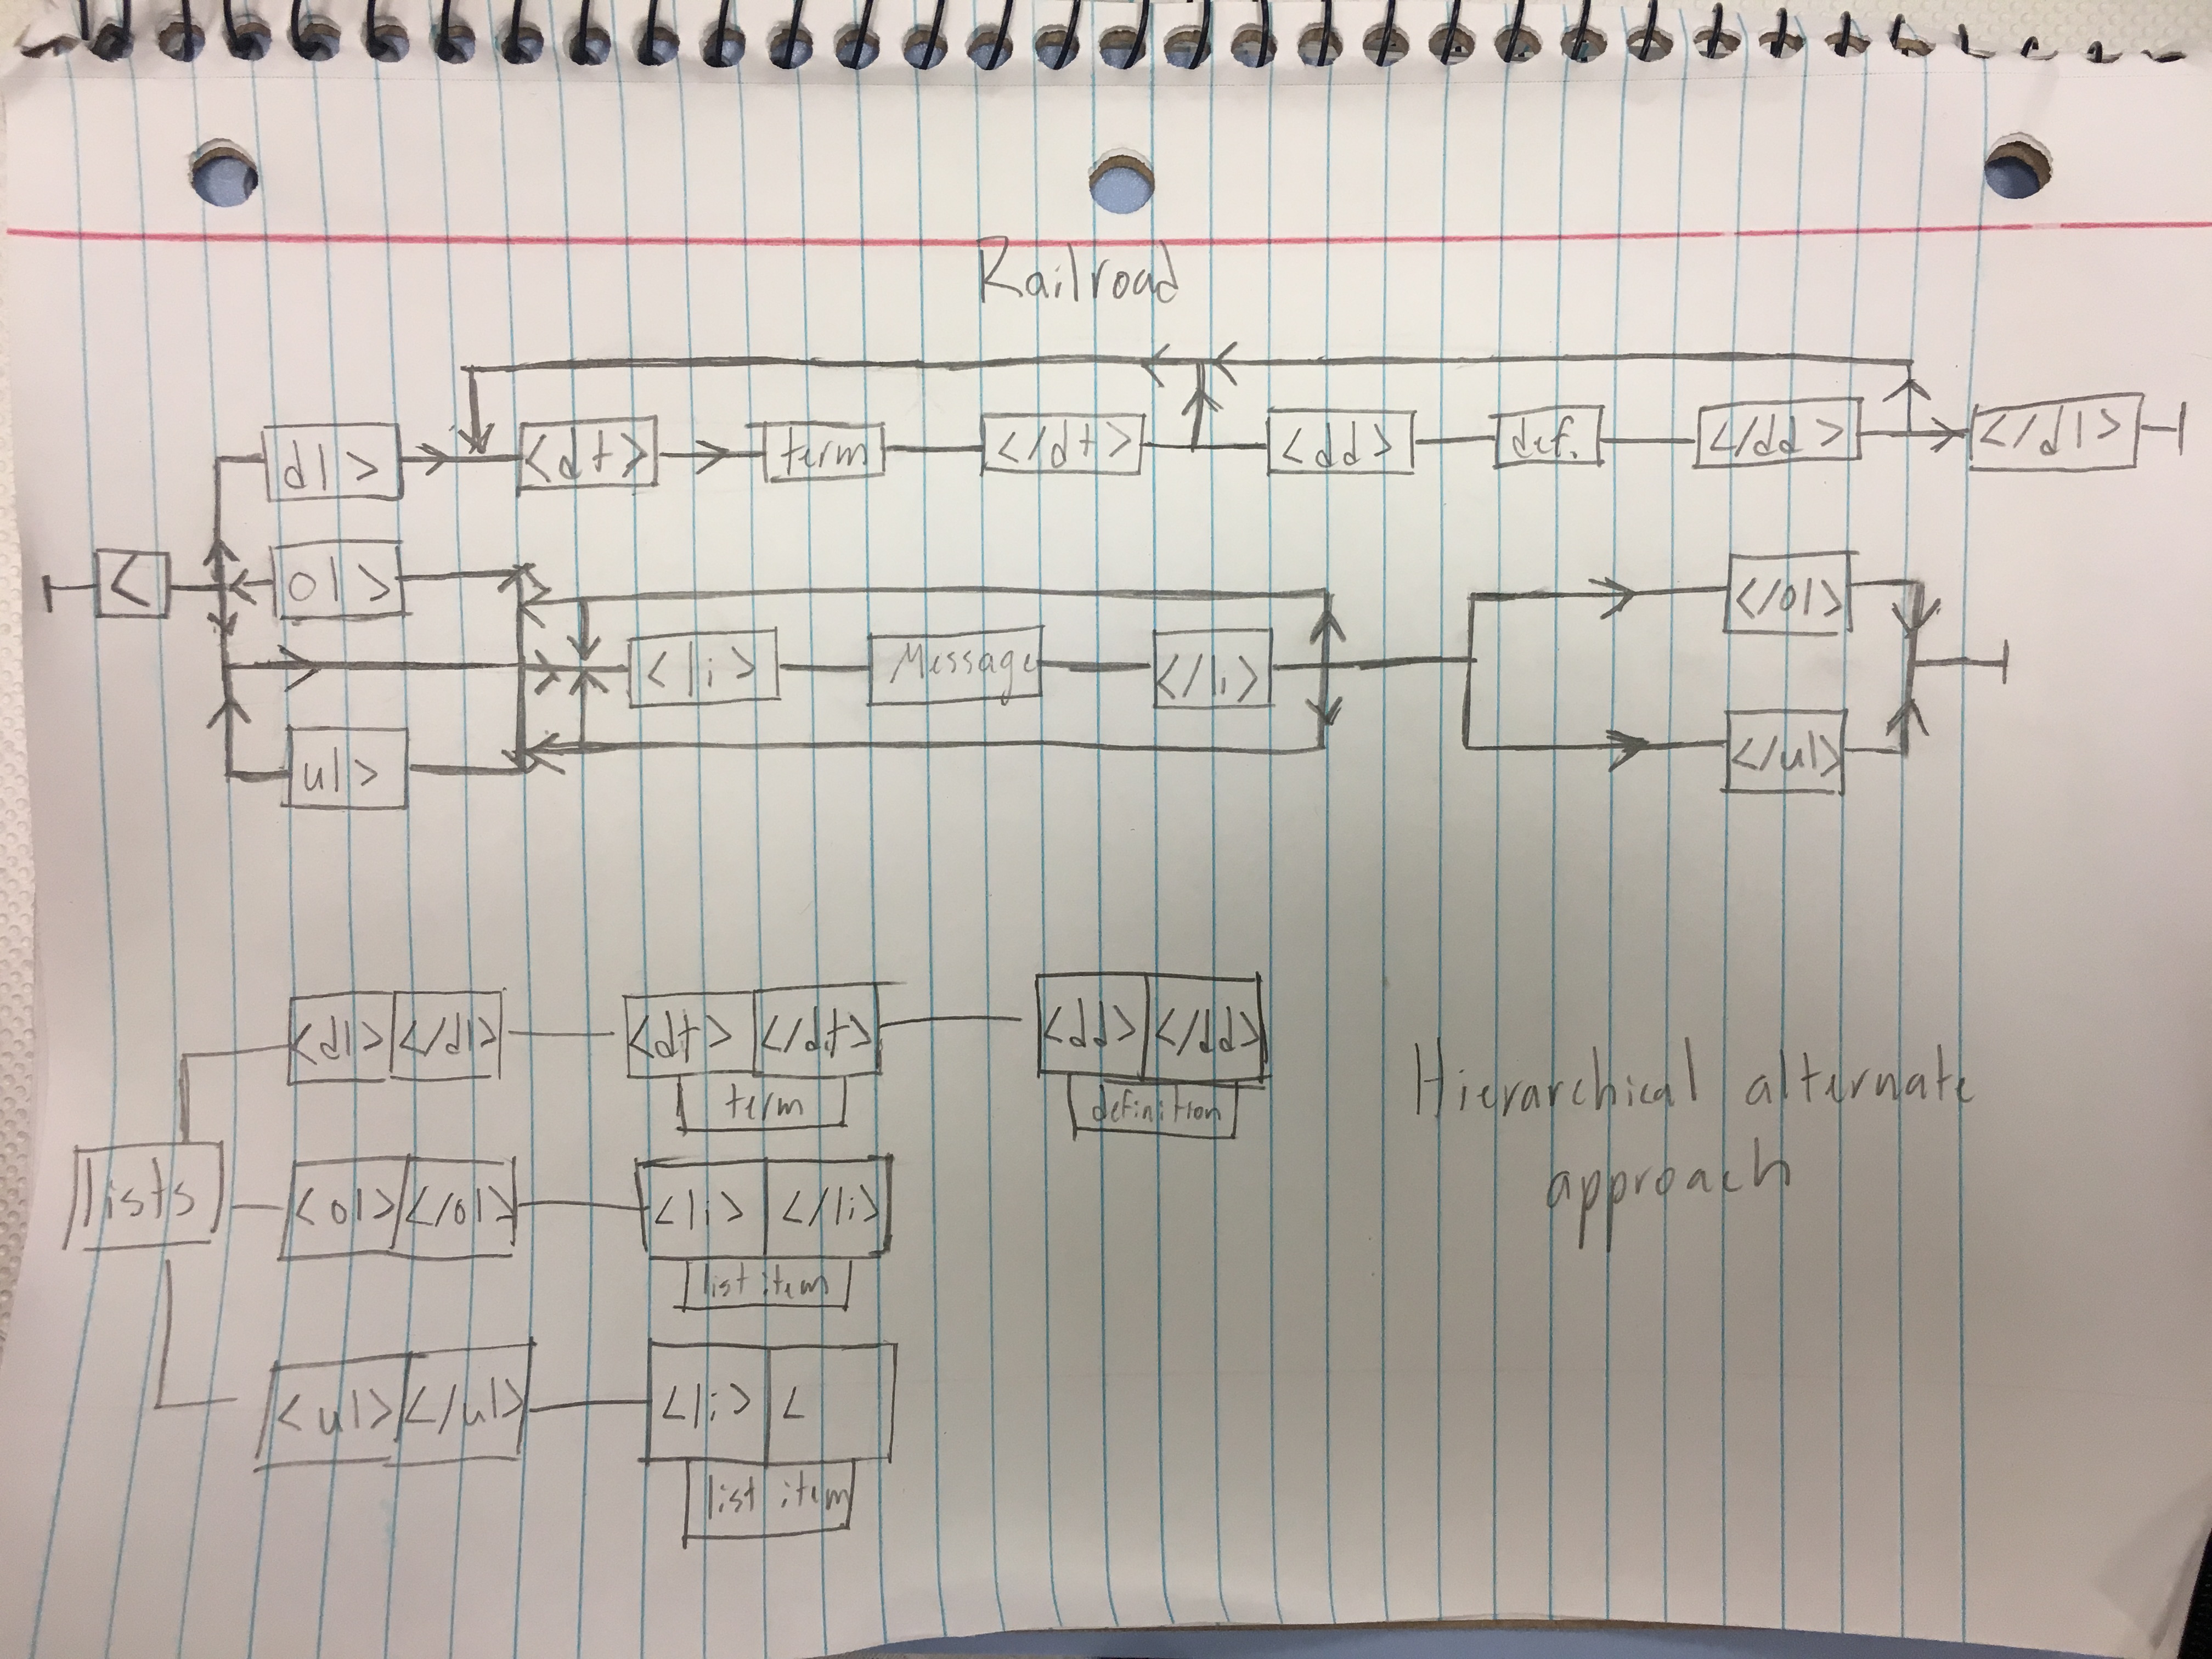 Railroad
dl>
<dt>
term
</dt>
<dd>
def.
</dd>
</dl>
<
ol>
</ol>
<li>
Message
</li>
ul>
</ul>
<dl> </dl>
<dt> </dt>
<dd> </dd>
term
definition
Hierarchical alternate
approach
lists
<ol> </ol>
<li> </li>
list item
<ul> </ul>
<li> <
list item